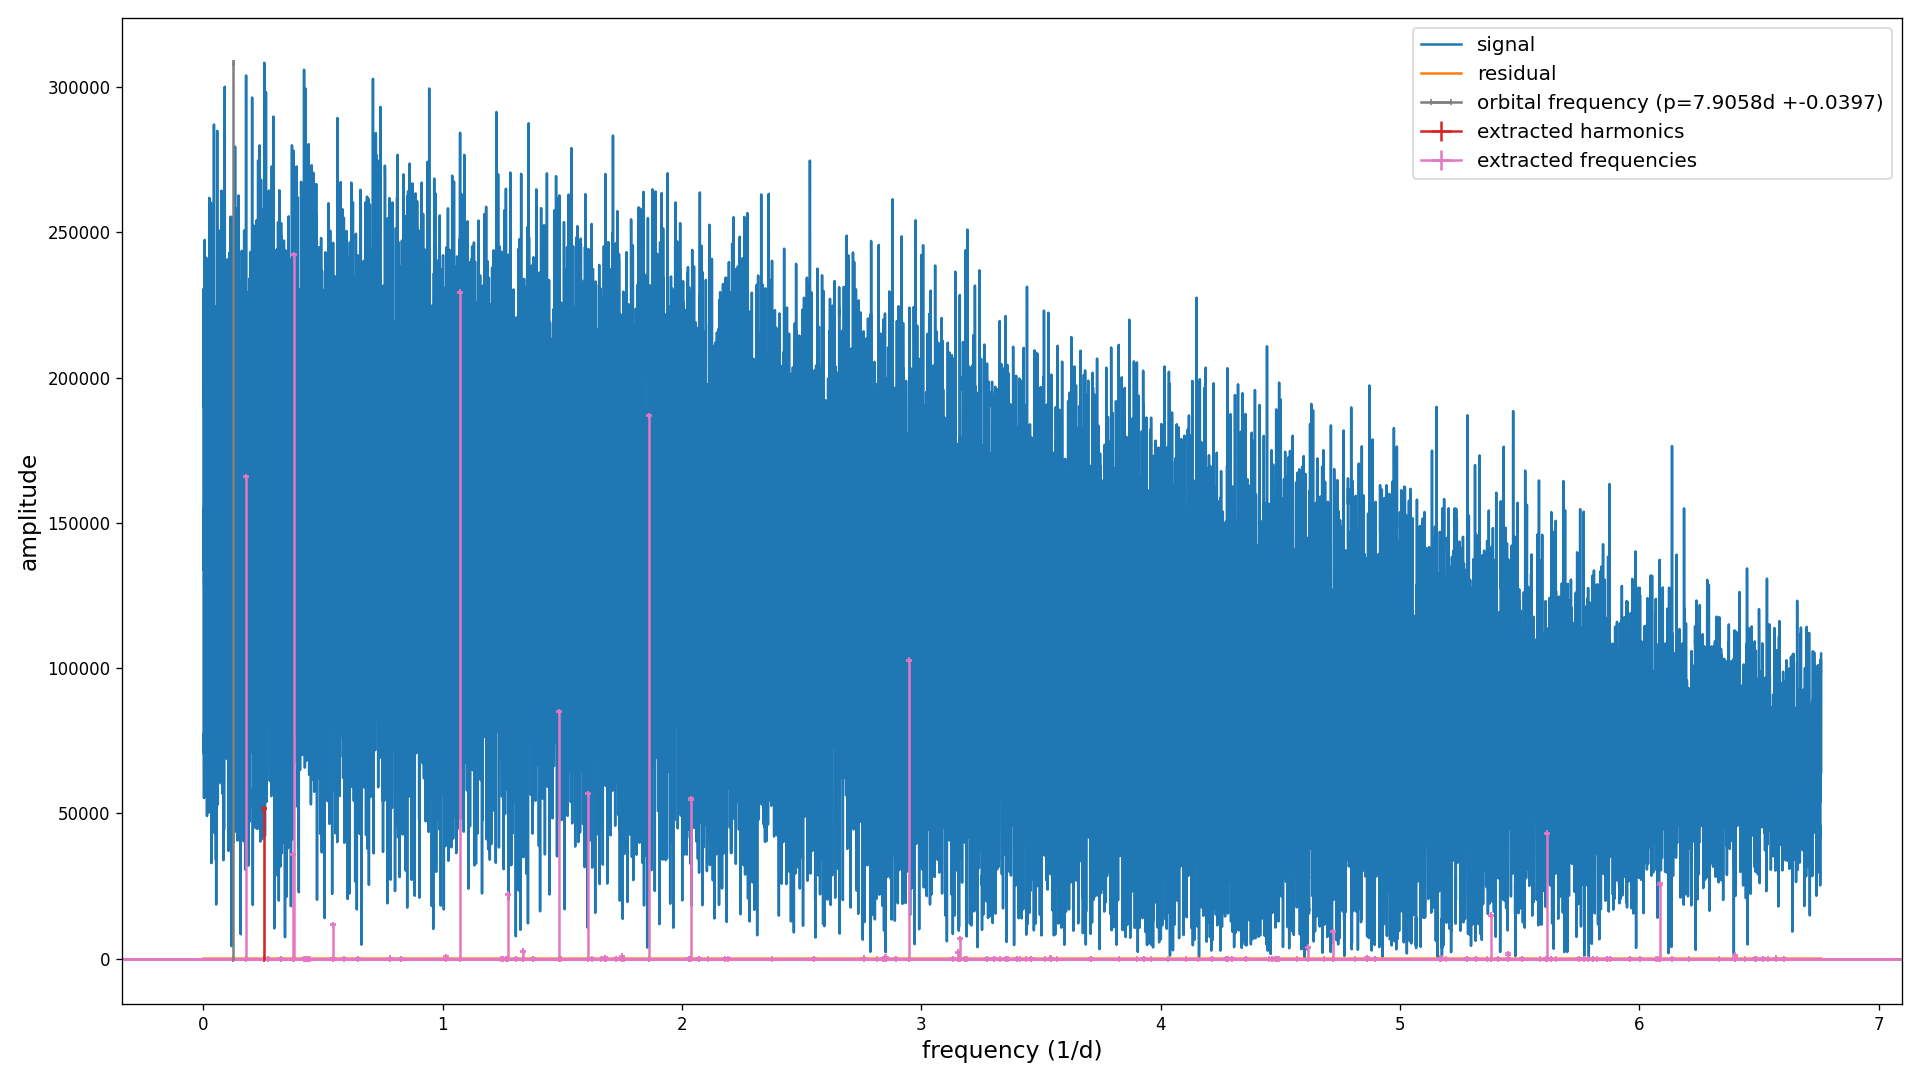 signal
residual
orbital frequency (p=7.9058d +-0.0397)
extracted harmonics
extracted frequencies
amplitude
300000
250000
200000
150000
100000
50000
0
0 1 2 3 4 5 6 7
frequency (1/d)